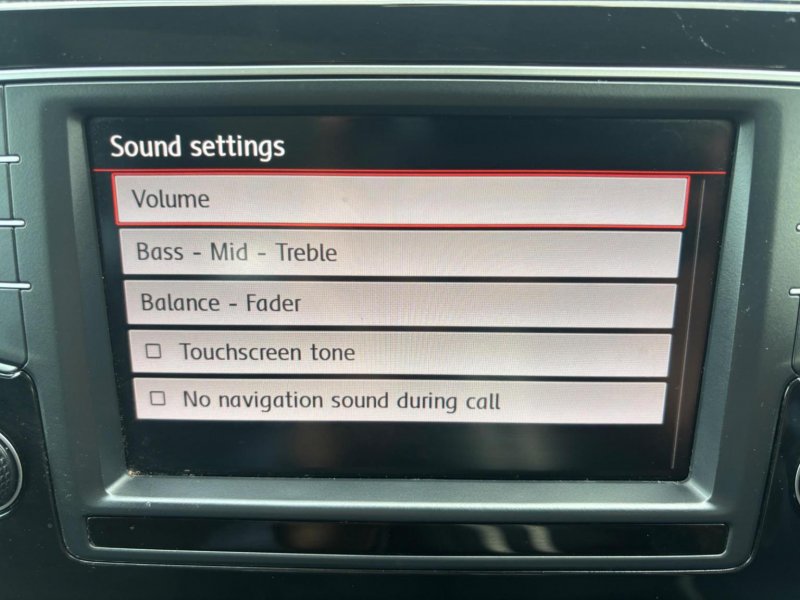 Sound settings
Volume
Bass - Mid - Treble
Balance - Fader
Touchscreen tone
No navigation sound during call